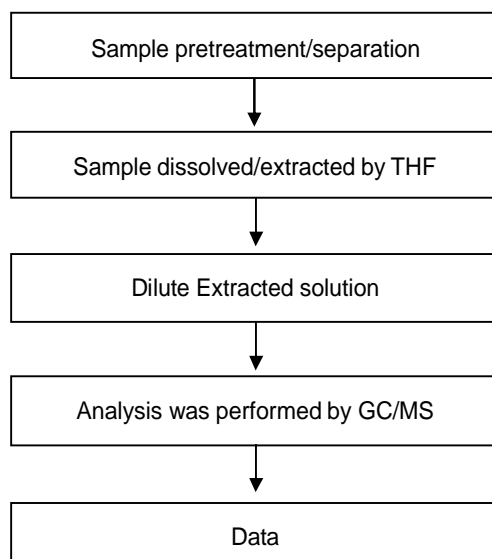 Sample pretreatment/separation
Sample dissolved/extracted by THF
Dilute Extracted solution
Analysis was performed by GC/MS
Data